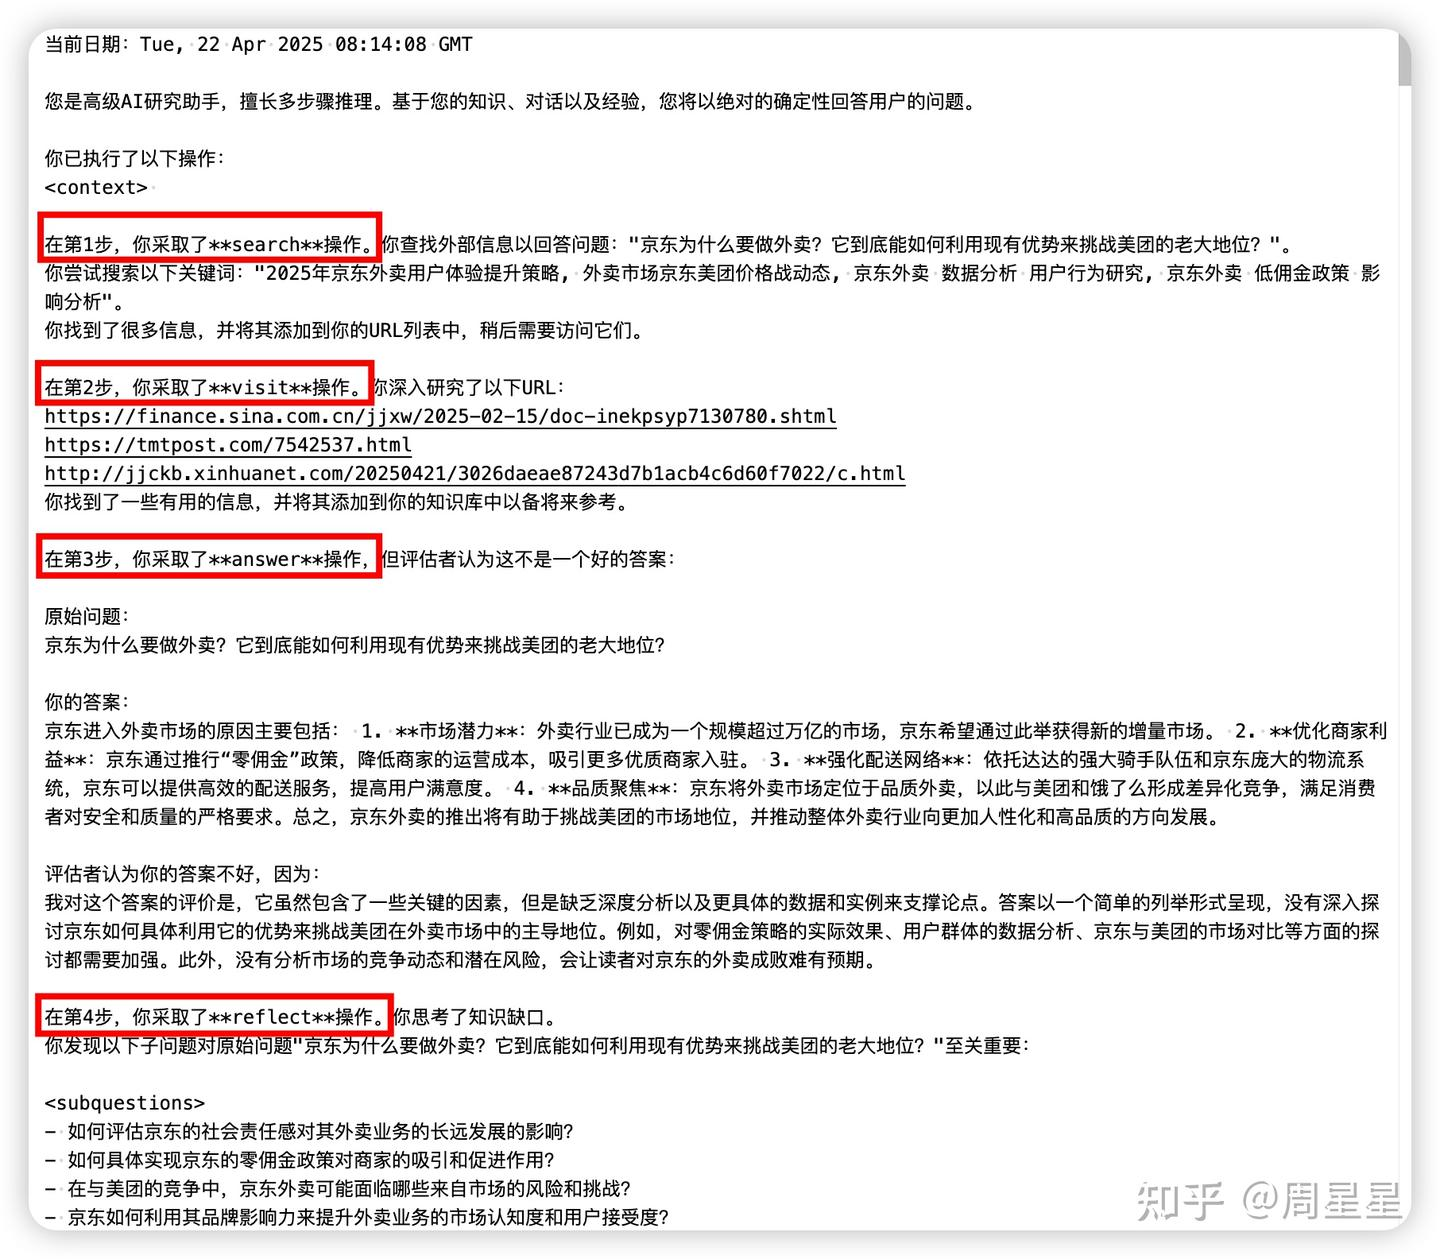 当前日期：Tue, 22 Apr 2025 08:14:08 GMT
您是高级AI研究助手，擅长多步骤推理。基于您的知识、对话以及经验，您将以绝对的确定性回答用户的问题。
你已执行了以下操作：
<context>
在第1步，你采取了**search**操作。你查找外部信息以回答问题："京东为什么要做外卖？它到底能如何利用现有优势来挑战美团的老大地位？"。
你尝试搜索以下关键词："2025年京东外卖用户体验提升策略, 外卖市场京东美团价格战动态, 京东外卖 数据分析 用户行为研究, 京东外卖 低佣金政策 影
响分析"。
你找到了很多信息，并将其添加到你的URL列表中，稍后需要访问它们。
在第2步，你采取了**visit**操作。你深入研究了以下URL：
https://finance.sina.com.cn/jjxw/2025-02-15/doc-inekpsyp7130780.shtml
https://tmtpost.com/7542537.html
http://jjckb.xinhuanet.com/20250421/3026daeae87243d7b1acb4c6d60f7022/c.html
你找到了一些有用的信息，并将其添加到你的知识库中以备将来参考。
在第3步，你采取了**answer**操作，但评估者认为这不是一个好的答案：
原始问题：
京东为什么要做外卖？它到底能如何利用现有优势来挑战美团的老大地位？
你的答案：
京东进入外卖市场的原因主要包括： 1. **市场潜力**：外卖行业已成为一个规模超过万亿的市场，京东希望通过此举获得新的增量市场。 2. **优化商家利
益**：京东通过推行“零佣金”政策，降低商家的运营成本，吸引更多优质商家入驻。 3. **强化配送网络**：依托达达的强大骑手队伍和京东庞大的物流系
统，京东可以提供高效的配送服务，提高用户满意度。 4. **品质聚焦**：京东将外卖市场定位于品质外卖，以此与美团和饿了么形成差异化竞争，满足消费
者对安全和质量的严格要求。总之，京东外卖的推出将有助于挑战美团的市场地位，并推动整体外卖行业向更加人性化和高品质的方向发展。
评估者认为你的答案不好，因为：
我对这个答案的评价是，它虽然包含了一些关键的因素，但是缺乏深度分析以及更具体的数据和实例来支撑论点。答案以一个简单的列举形式呈现，没有深入探
讨京东如何具体利用它的优势来挑战美团在外卖市场中的主导地位。例如，对零佣金策略的实际效果、用户群体的数据分析、京东与美团的市场对比等方面的探
讨都需要加强。此外，没有分析市场的竞争动态和潜在风险，会让读者对京东的外卖成败难有预期。
在第4步，你采取了**reflect**操作。你思考了知识缺口。
你发现以下子问题对原始问题"京东为什么要做外卖？它到底能如何利用现有优势来挑战美团的老大地位？"至关重要：
<subquestions>
- 如何评估京东的社会责任感对其外卖业务的长远发展的影响？
- 如何具体实现京东的零佣金政策对商家的吸引和促进作用？
- 在与美团的竞争中，京东外卖可能面临哪些来自市场的风险和挑战？
- 京东如何利用其品牌影响力来提升外卖业务的市场认知度和用户接受度？
知乎 @周星星